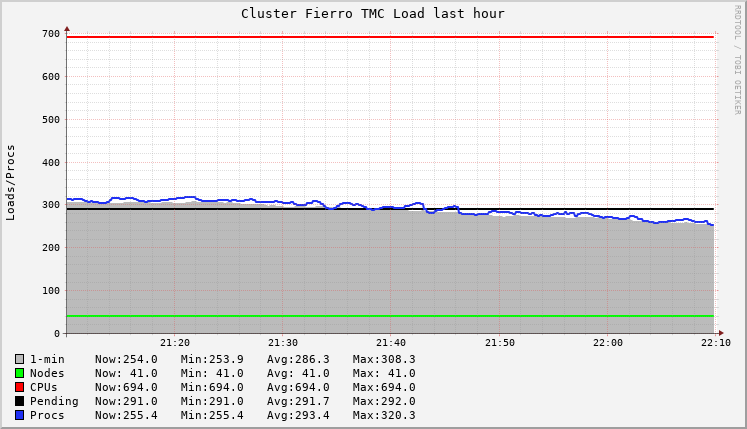 Cluster Fierro TMC Load last hour
RRDTOOL / TOBI OETIKER
Loads/Procs
700
600
500
400
300
200
100
0
21:20 21:30 21:40 21:50 22:00 22:10
1-min Now:254.0 Min:253.9 Avg:286.3 Max:308.3
Nodes Now: 41.0 Min: 41.0 Avg: 41.0 Max: 41.0
CPUs Now:694.0 Min:694.0 Avg:694.0 Max:694.0
Pending Now:291.0 Min:291.0 Avg:291.7 Max:292.0
Procs Now:255.4 Min:255.4 Avg:293.4 Max:320.3